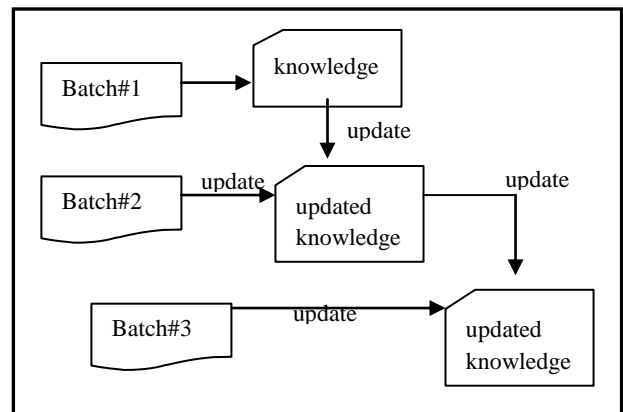 knowledge
Batch#1
update
Batch#2
update
update
updated
knowledge
Batch#3
update
updated
knowledge